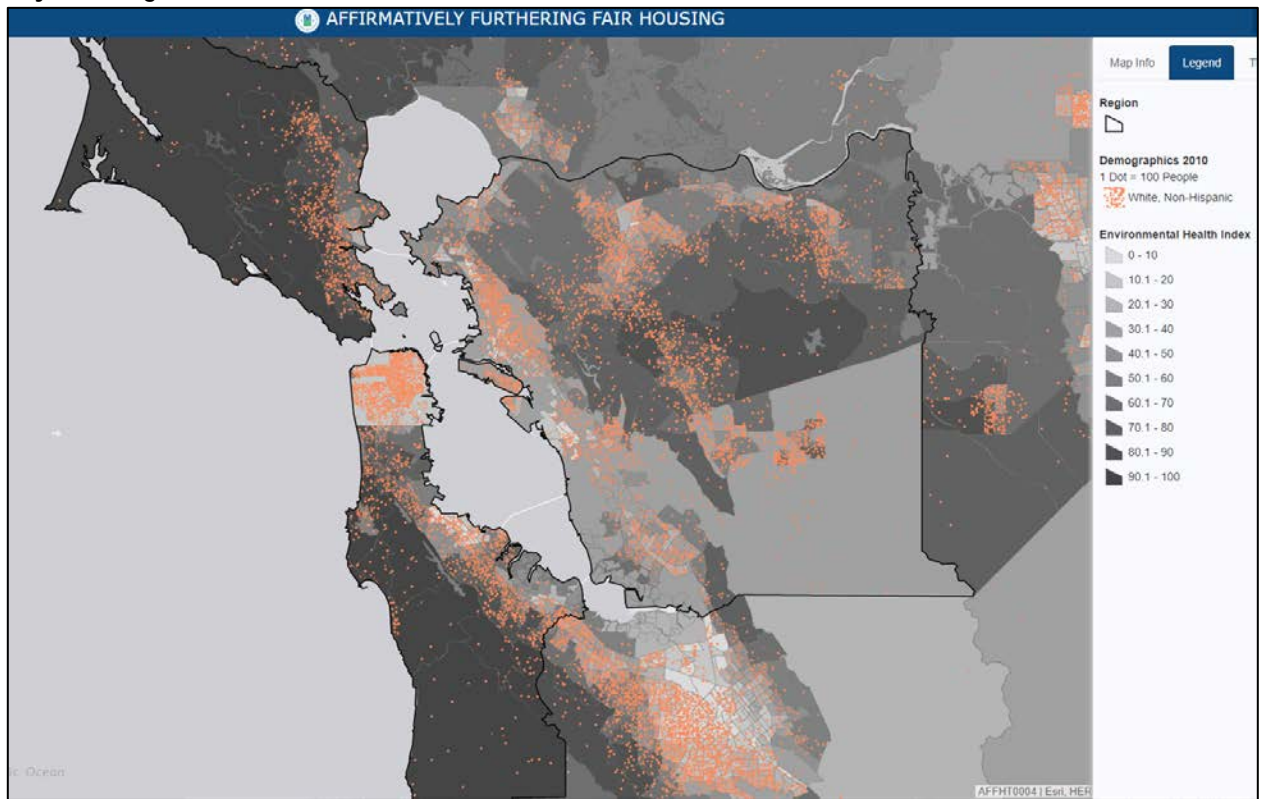 AFFIRMATIVELY FURTHERING FAIR HOUSING
Map Info Legend T
Region
Demographics 2010
1 Dot = 100 People
White, Non-Hispanic
Environmental Health Index
0 - 10
10.1 - 20
20.1 - 30
30.1 - 40
40.1 - 50
50.1 - 60
60.1 - 70
70.1 - 80
80.1 - 90
90.1 - 100
ic Ocean
AFFHT0004 | Esri, HER